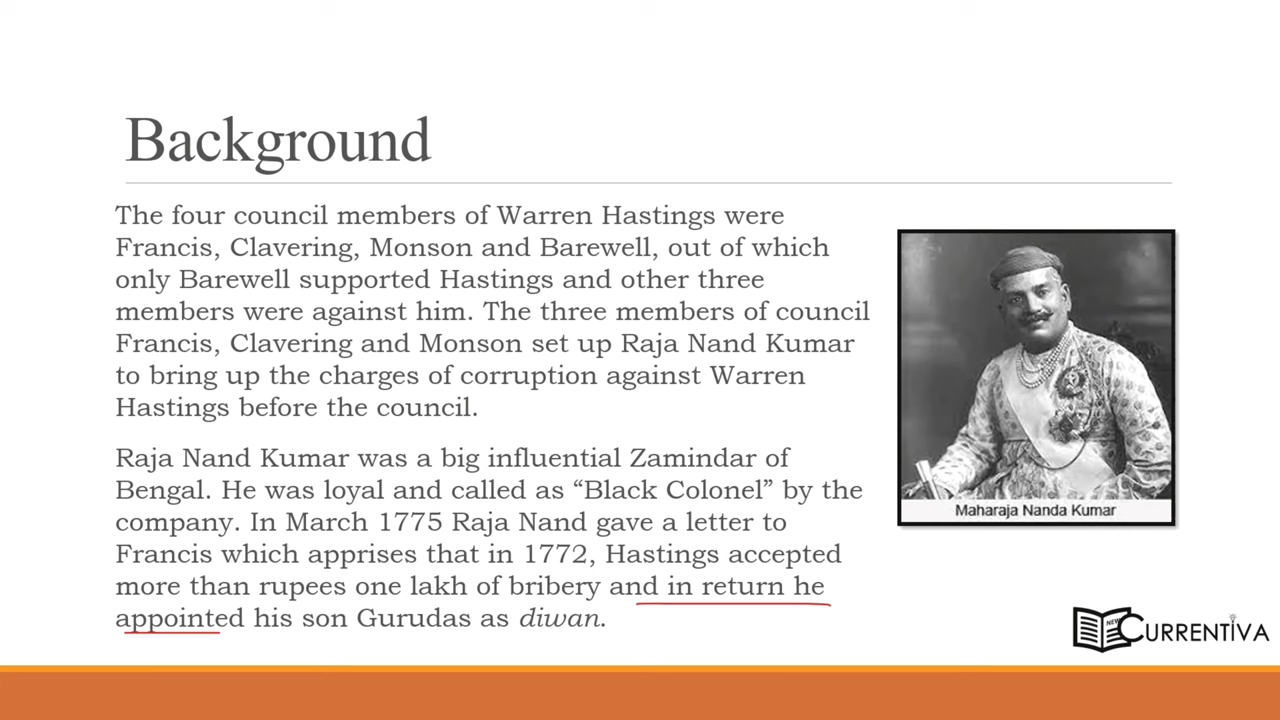 Background
The four council members of Warren Hastings were
Francis, Clavering, Monson and Barewell, out of which
only Barewell supported Hastings and other three
members were against him. The three members of council
Francis, Clavering and Monson set up Raja Nand Kumar
to bring up the charges of corruption against Warren
Hastings before the council.
Raja Nand Kumar was a big influential Zamindar of
Bengal. He was loyal and called as “Black Colonel” by the
company. In March 1775 Raja Nand gave a letter to
Francis which apprises that in 1772, Hastings accepted
more than rupees one lakh of bribery and in return he
appointed his son Gurudas as diwan.
Maharaja Nanda Kumar
NEW CURRENTIVA